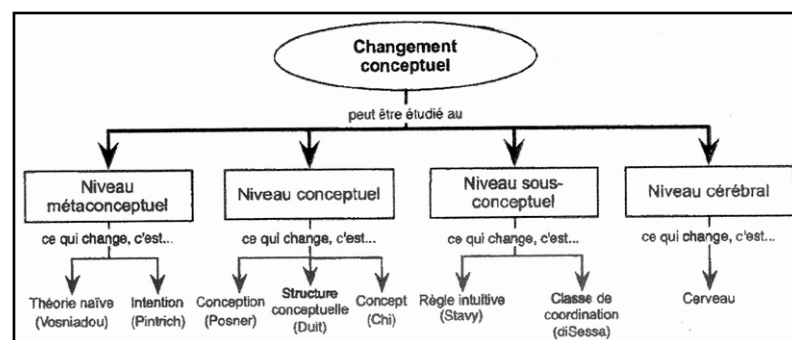 Changement
conceptuel
peut être étudié au
Niveau
métaconceptuel
Niveau conceptuel
Niveau sous-
conceptuel
Niveau cérébral
ce qui change, c'est...
ce qui change, c'est...
ce qui change, c'est...
ce qui change, c'est...
Théorie naïve
(Vosniadou)
Intention
(Pintrich)
Conception
(Posner)
Structure
conceptuelle
(Duit)
Concept
(Chi)
Règle intuitive
(Stavy)
Classe de
coordination
(diSessa)
Cerveau